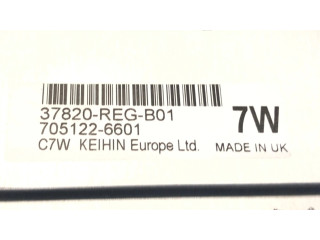 37820-REG-B01
705122-6601
7W
C7W KEIHIN Europe Ltd. MADE IN UK